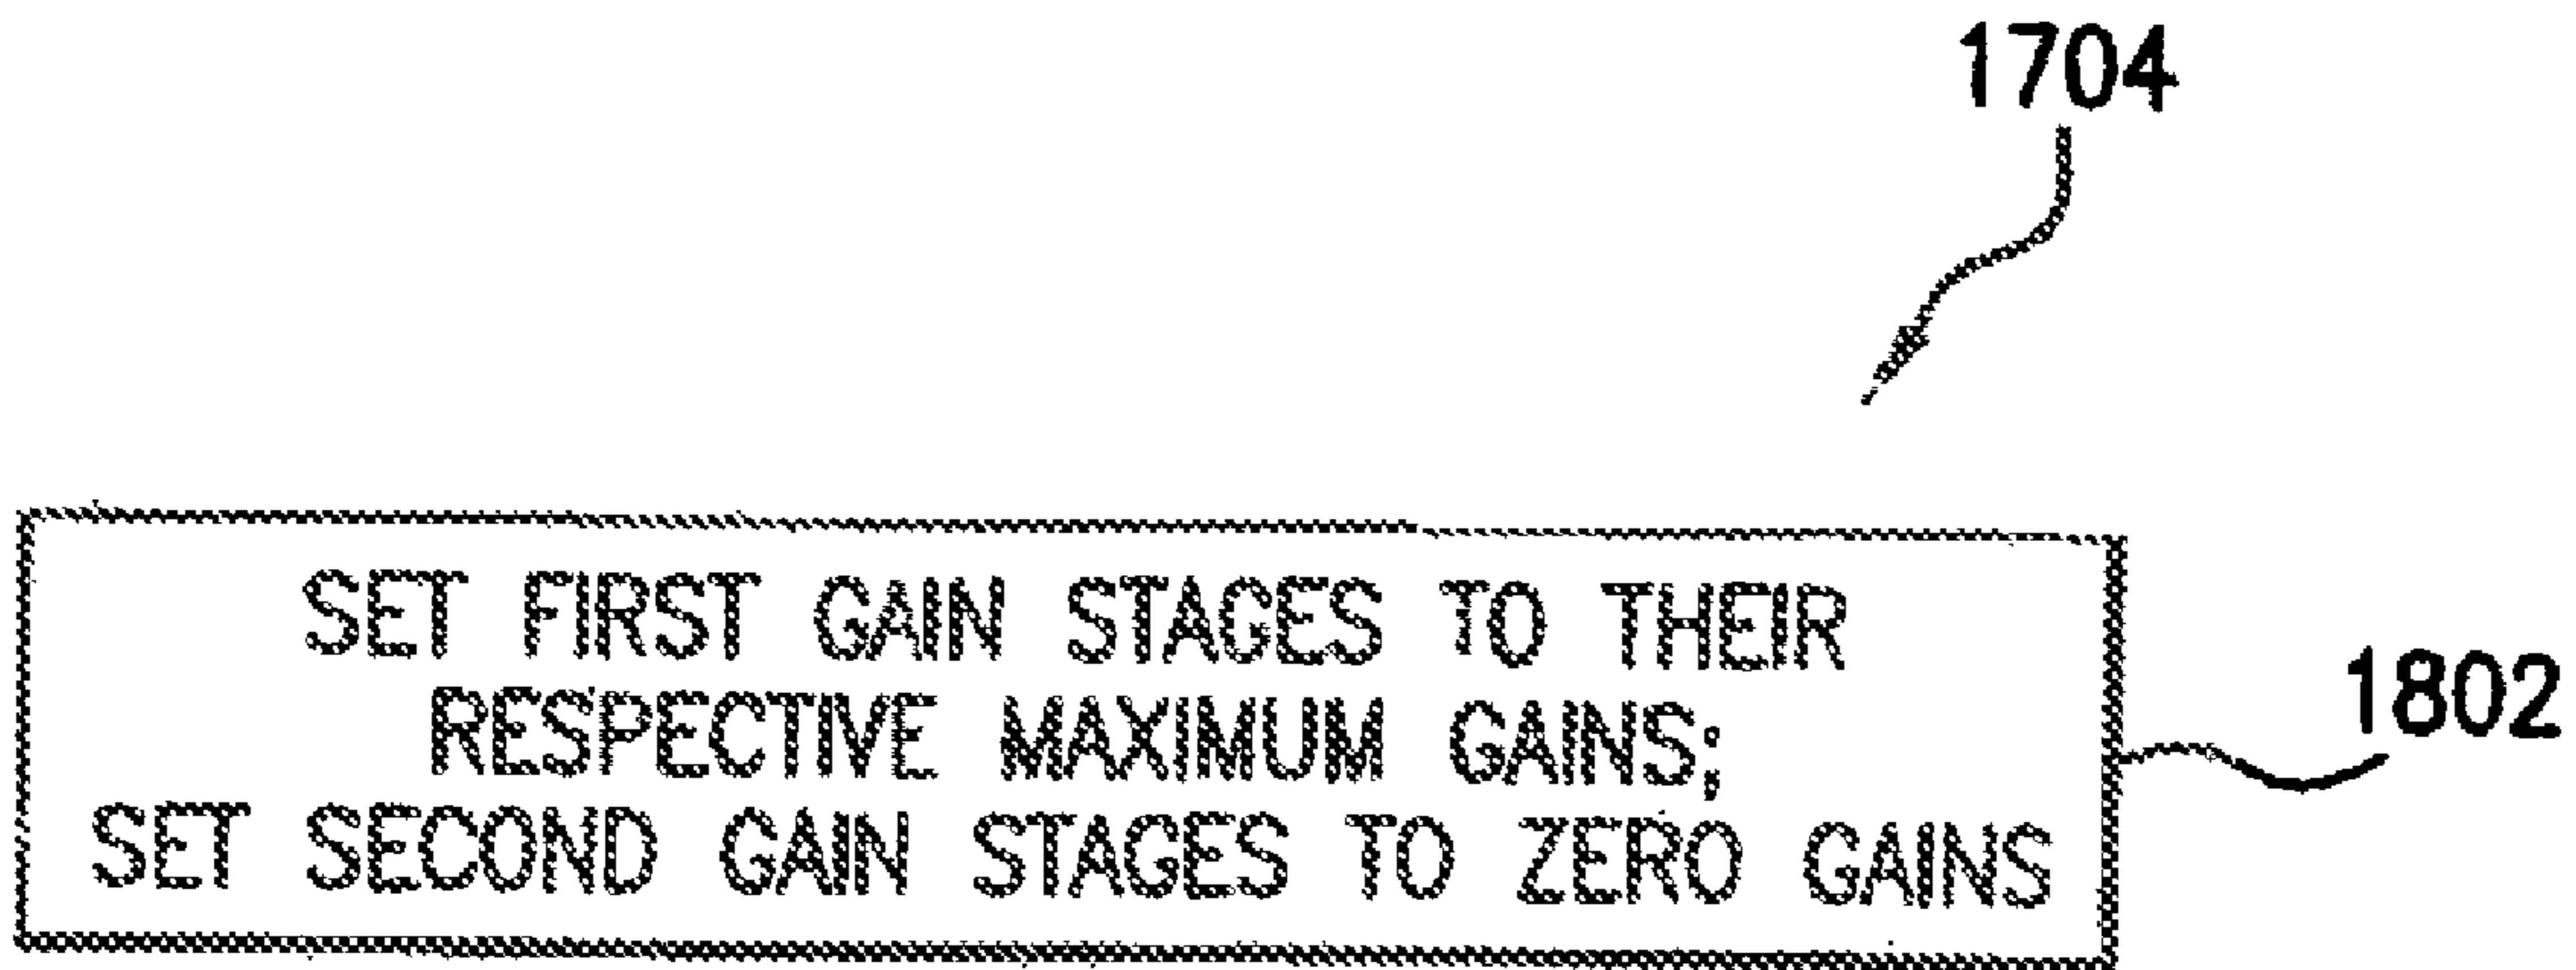 1704
SET FIRST GAIN STAGES TO THEIR
RESPECTIVE MAXIMUM GAINS;
SET SECOND GAIN STAGES TO ZERO GAINS
1802